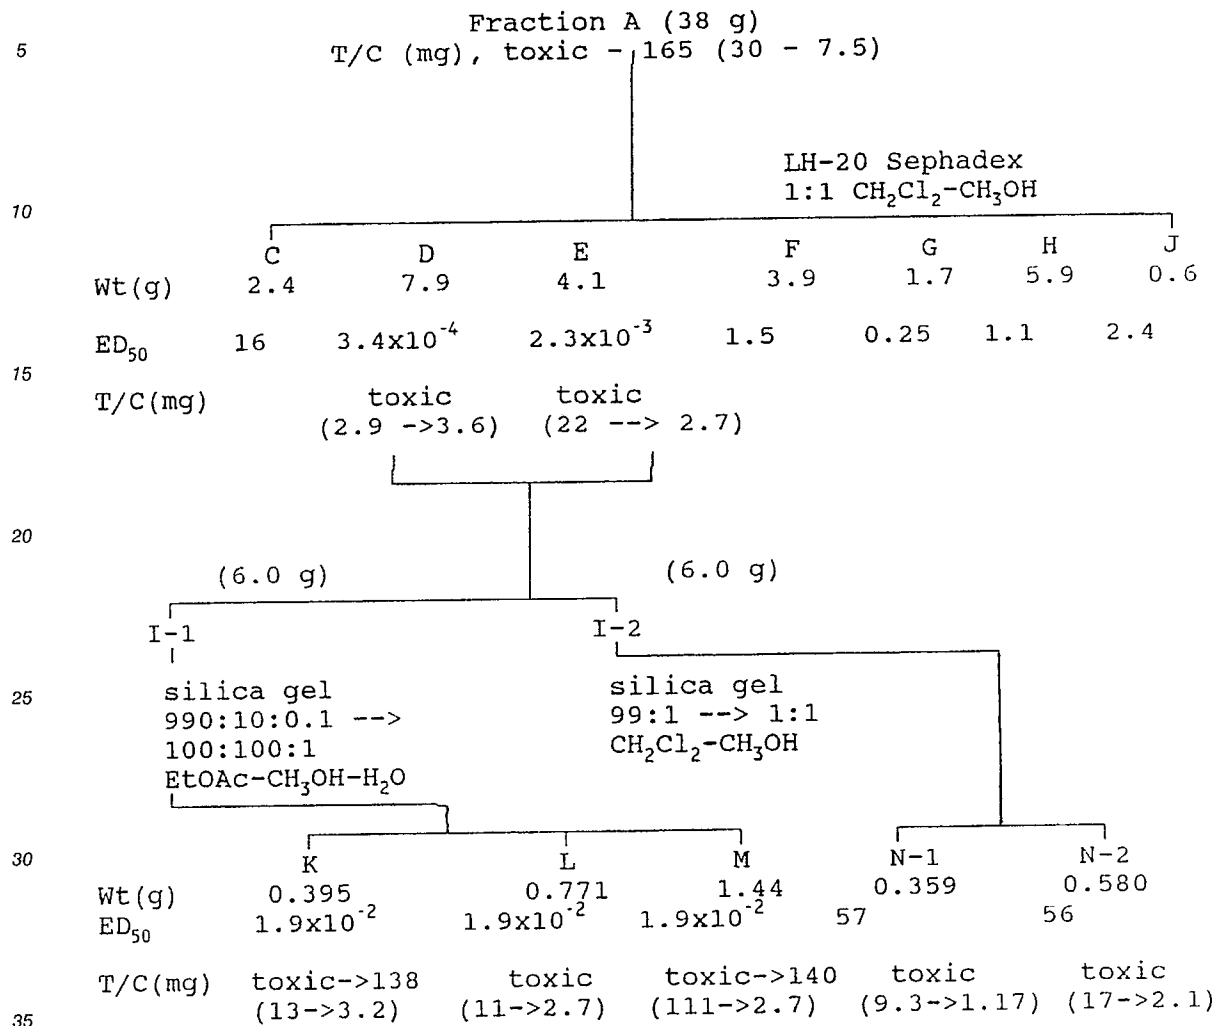 Fraction A (38 g)
5
T/C (mg), toxic - 165 (30 - 7.5)
LH-20 Sephadex
1:1 CH₂Cl₂-CH₃OH
10
C D E F G H J
Wt(g) 2.4 7.9 4.1 3.9 1.7 5.9 0.6
ED₅₀ 16 3.4x10⁻⁴ 2.3x10⁻³ 1.5 0.25 1.1 2.4
15
T/C(mg) toxic toxic
(2.9 ->3.6) (22 --> 2.7)
20
(6.0 g) (6.0 g)
I-1 I-2
25
silica gel silica gel
990:10:0.1 --> 99:1 --> 1:1
100:100:1 CH₂Cl₂-CH₃OH
EtOAc-CH₃OH-H₂O
30
K L M N-1 N-2
Wt(g) 0.395 0.771 1.44 0.359 0.580
ED₅₀ 1.9x10⁻² 1.9x10⁻² 1.9x10⁻² 57 56
T/C(mg) toxic->138 toxic toxic->140 toxic toxic
(13->3.2) (11->2.7) (111->2.7) (9.3->1.17) (17->2.1)
35